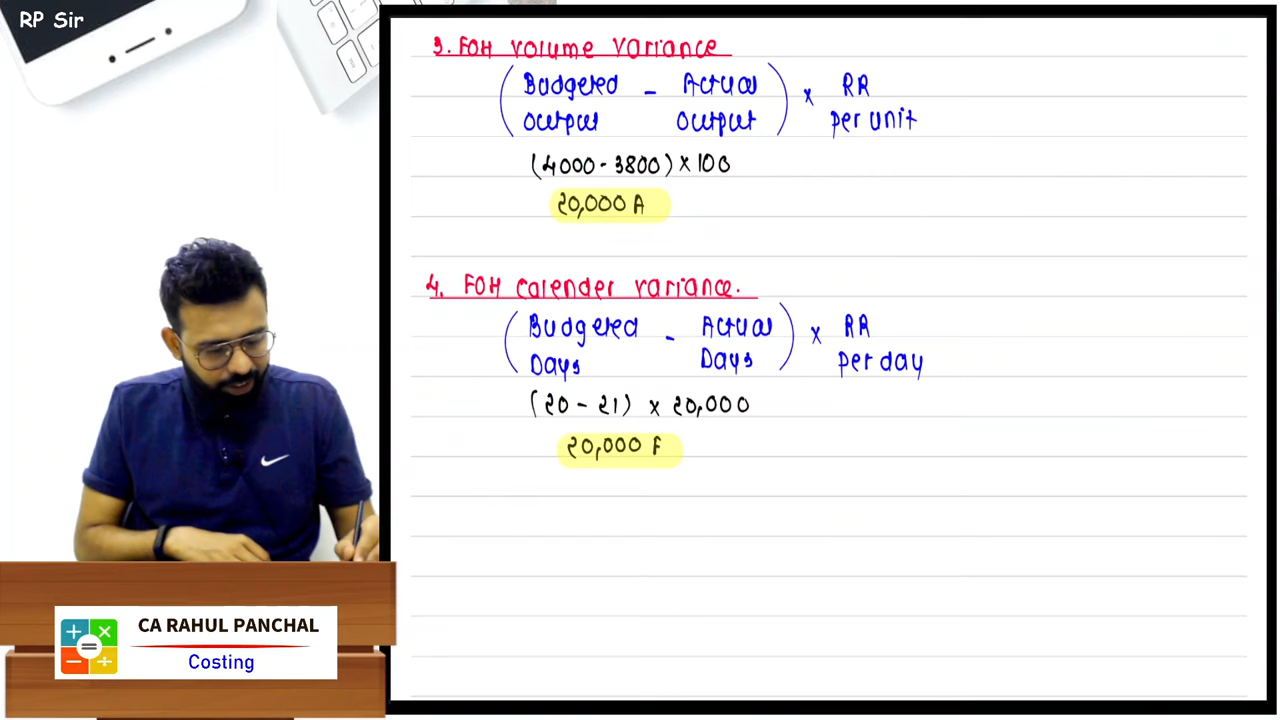 RP Sir
3. FOH volume variance
(Budgeted Output - Actual Output) × RR per unit
(4000 - 3800) × 100
20,000 A
4. FOH calender variance.
(Budgeted Days - Actual Days) × RR per day
(20 - 21) × 20,000
20,000 F
CA RAHUL PANCHAL
Costing